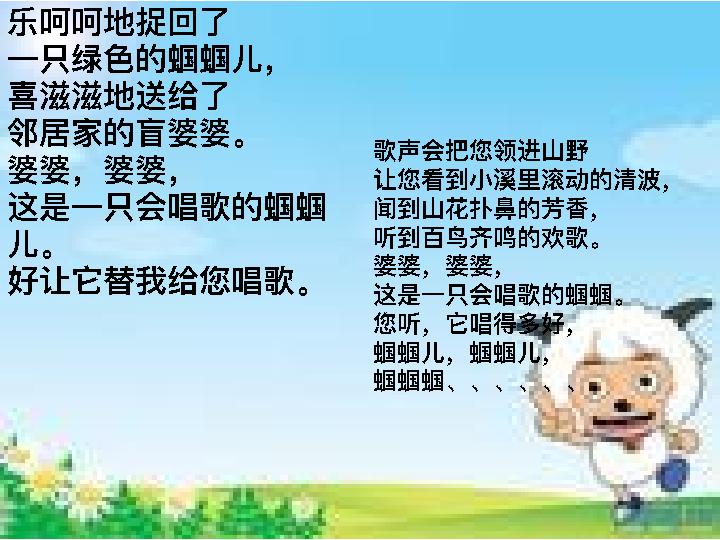 乐呵呵地捉回了
一只绿色的蝈蝈儿，
喜滋滋地送给了
邻居家的盲婆婆。
婆婆，婆婆，
这是一只会唱歌的蝈蝈
儿。
好让它替我给您唱歌。
歌声会把您领进山野
让您看到小溪里滚动的清波，
闻到山花扑鼻的芳香，
听到百鸟齐鸣的欢歌。
婆婆，婆婆，
这是一只会唱歌的蝈蝈。
您听，它唱得多好，
蝈蝈儿，蝈蝈儿，
蝈蝈蝈、、、、、、